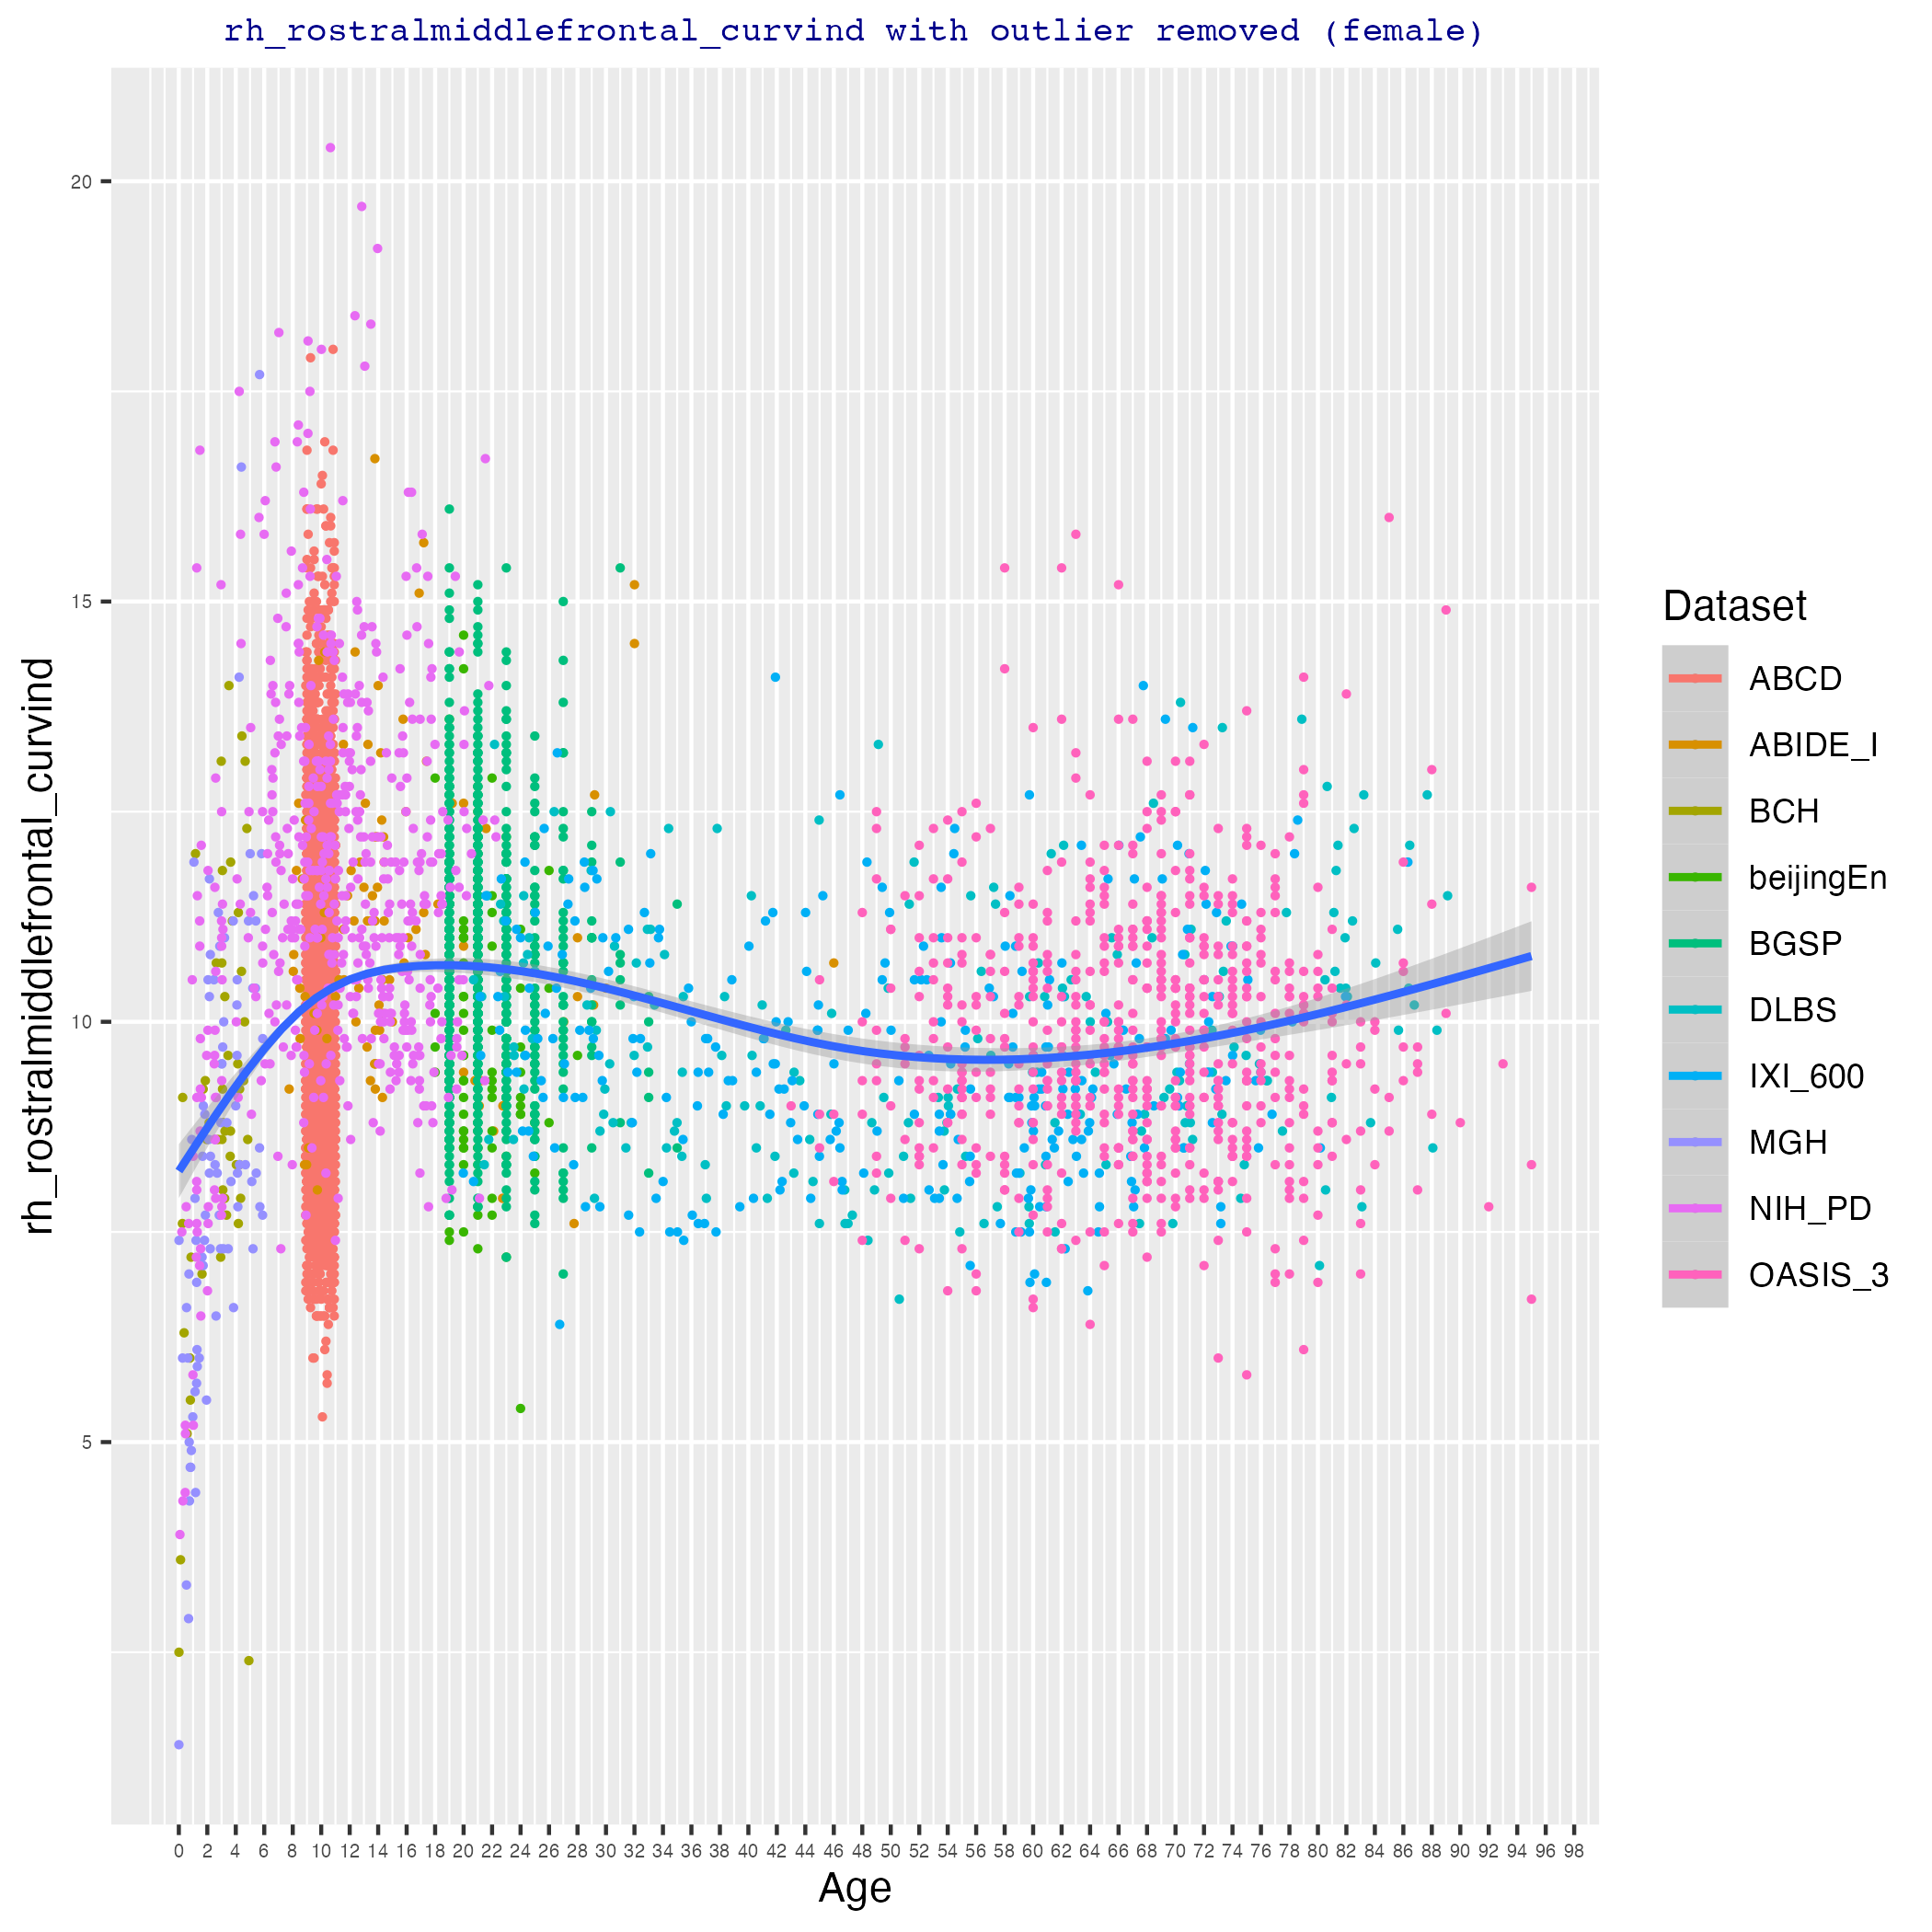 rh_rostralmiddlefrontal_curvind with outlier removed (female)
rh_rostralmiddlefrontal_curvind
20
15
10
5
0 2 4 6 8 10 12 14 16 18 20 22 24 26 28 30 32 34 36 38 40 42 44 46 48 50 52 54 56 58 60 62 64 66 68 70 72 74 76 78 80 82 84 86 88 90 92 94 96 98
Age
Dataset
ABCD
ABIDE_I
BCH
beijingEn
BGSP
DLBS
IXI_600
MGH
NIH_PD
OASIS_3